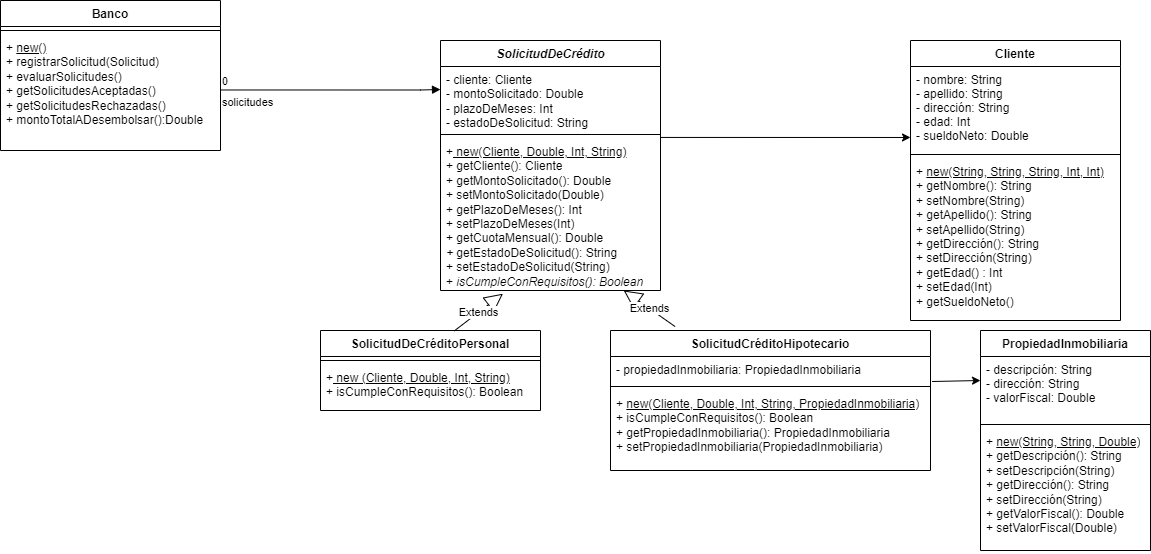 Banco
+ new()
+ registrarSolicitud(Solicitud)
+ evaluarSolicitudes()
+ getSolicitudesAceptadas()
+ getSolicitudesRechazadas()
+ montoTotalADesembolsar():Double
0
solicitudes
SolicitudDeCrédito
- cliente: Cliente
- montoSolicitado: Double
- plazoDeMeses: Int
- estadoDeSolicitud: String
+ new(Cliente, Double, Int, String)
+ getCliente(): Cliente
+ getMontoSolicitado(): Double
+ setMontoSolicitado(Double)
+ getPlazoDeMeses(): Int
+ setPlazoDeMeses(Int)
+ getCuotaMensual(): Double
+ getEstadoDeSolicitud(): String
+ setEstadoDeSolicitud(String)
+ isCumpleConRequisitos(): Boolean
Cliente
- nombre: String
- apellido: String
- dirección: String
- edad: Int
- sueldoNeto: Double
+ new(String, String, String, Int, Int)
+ getNombre(): String
+ setNombre(String)
+ getApellido(): String
+ setApellido(String)
+ getDirección(): String
+ setDirección(String)
+ getEdad() : Int
+ setEdad(Int)
+ getSueldoNeto()
Extends
Extends
SolicitudDeCréditoPersonal
+ new (Cliente, Double, Int, String)
+ isCumpleConRequisitos(): Boolean
SolicitudCréditoHipotecario
- propiedadInmobiliaria: PropiedadInmobiliaria
+ new(Cliente, Double, Int, String, PropiedadInmobiliaria)
+ isCumpleConRequisitos(): Boolean
+ getPropiedadInmobiliaria(): PropiedadInmobiliaria
+ setPropiedadInmobiliaria(PropiedadInmobiliaria)
PropiedadInmobiliaria
- descripción: String
- dirección: String
- valorFiscal: Double
+ new(String, String, Double)
+ getDescripción(): String
+ setDescripción(String)
+ getDirección(): String
+ setDirección(String)
+ getValorFiscal(): Double
+ setValorFiscal(Double)